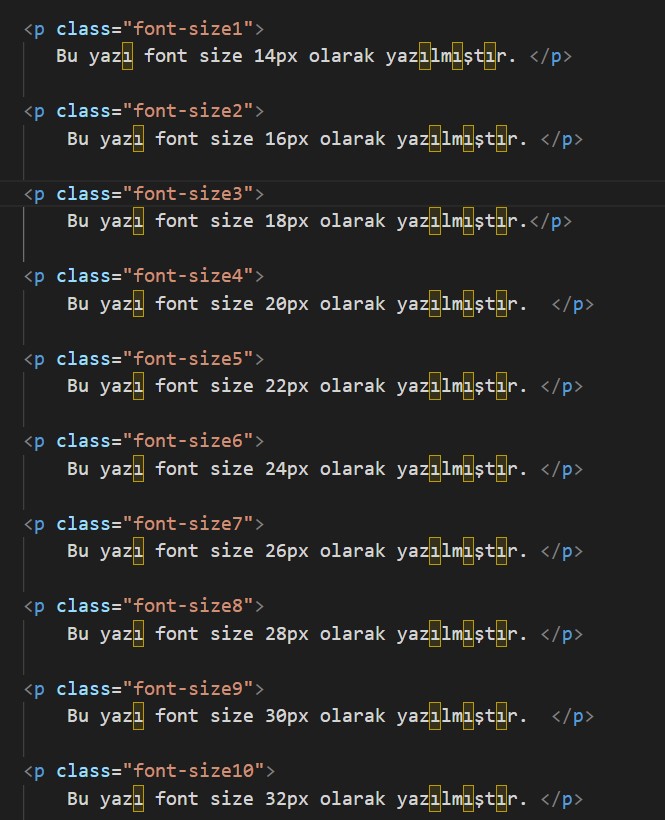 <p class="font-size1">
Bu yazı font size 14px olarak yazılmıştır. </p>
<p class="font-size2">
Bu yazı font size 16px olarak yazılmıştır. </p>
<p class="font-size3">
Bu yazı font size 18px olarak yazılmıştır.</p>
<p class="font-size4">
Bu yazı font size 20px olarak yazılmıştır.  </p>
<p class="font-size5">
Bu yazı font size 22px olarak yazılmıştır. </p>
<p class="font-size6">
Bu yazı font size 24px olarak yazılmıştır. </p>
<p class="font-size7">
Bu yazı font size 26px olarak yazılmıştır. </p>
<p class="font-size8">
Bu yazı font size 28px olarak yazılmıştır. </p>
<p class="font-size9">
Bu yazı font size 30px olarak yazılmıştır.  </p>
<p class="font-size10">
Bu yazı font size 32px olarak yazılmıştır. </p>